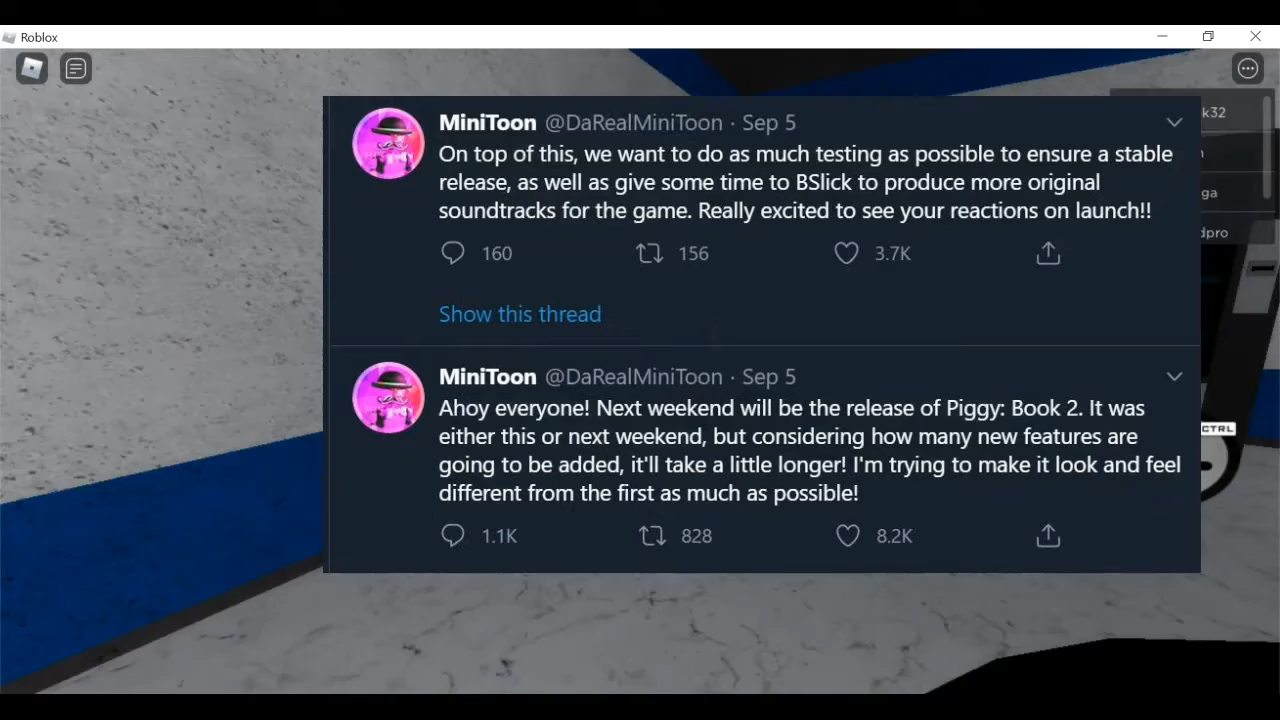 Roblox
k32
MiniToon @DaRealMiniToon · Sep 5
On top of this, we want to do as much testing as possible to ensure a stable
release, as well as give some time to BSlick to produce more original
soundtracks for the game. Really excited to see your reactions on launch!!
ga
dpro
160 156 3.7K
Show this thread
MiniToon @DaRealMiniToon · Sep 5
Ahoy everyone! Next weekend will be the release of Piggy: Book 2. It was
either this or next weekend, but considering how many new features are
going to be added, it'll take a little longer! I'm trying to make it look and feel
different from the first as much as possible!
CTRL
1.1K 828 8.2K